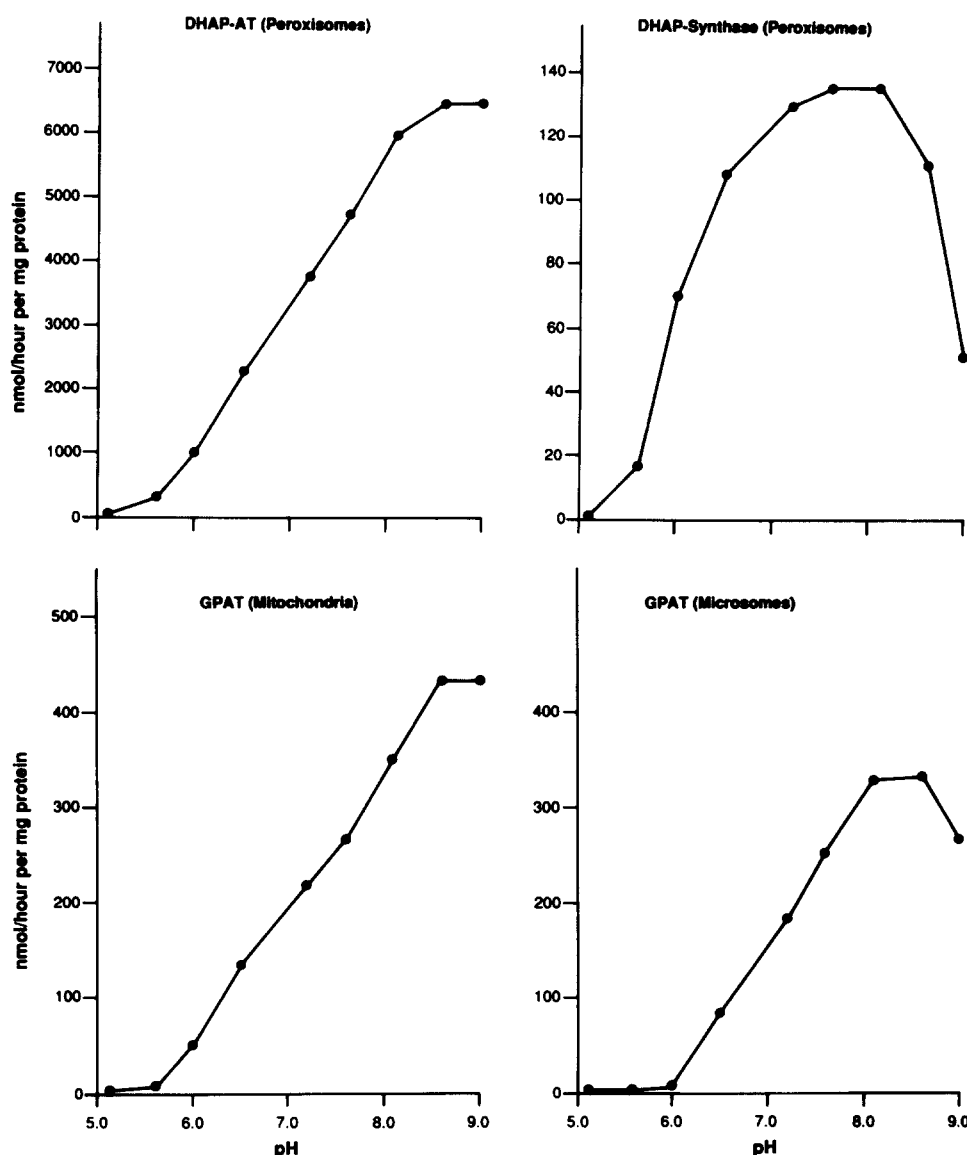 DHAP-AT (Peroxisomes)
7000
6000
5000
4000
3000
2000
1000
0
nmol/hour per mg protein
DHAP-Synthase (Peroxisomes)
140
120
100
80
60
40
20
0
GPAT (Mitochondria)
500
400
300
200
100
0
nmol/hour per mg protein
5.0 6.0 7.0 8.0 9.0
pH
GPAT (Microsomes)
400
300
200
100
0
5.0 6.0 7.0 8.0 9.0
pH